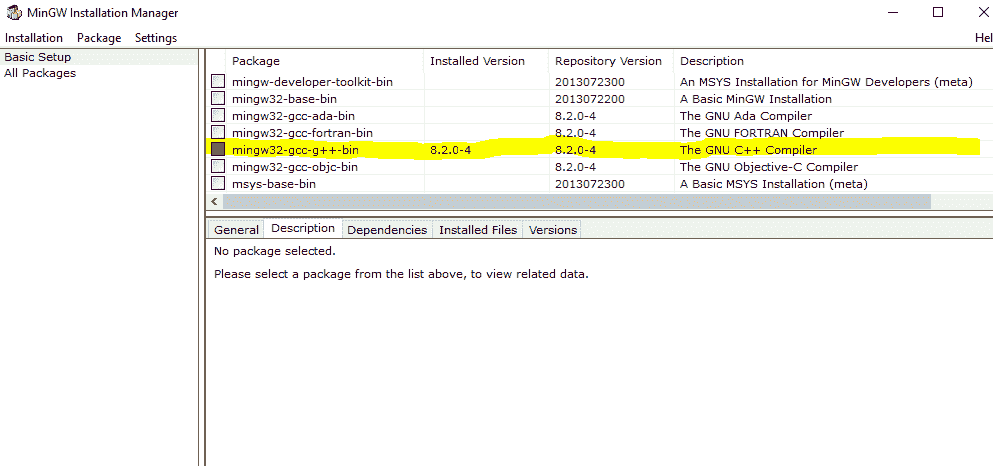 MinGW Installation Manager
Installation Package Settings Hel
Basic Setup
All Packages
Package Installed Version Repository Version Description
mingw-developer-toolkit-bin 2013072300 An MSYS Installation for MinGW Developers (meta)
mingw32-base-bin 2013072200 A Basic MinGW Installation
mingw32-gcc-ada-bin 8.2.0-4 The GNU Ada Compiler
mingw32-gcc-fortran-bin 8.2.0-4 The GNU FORTRAN Compiler
mingw32-gcc-g++-bin 8.2.0-4 8.2.0-4 The GNU C++ Compiler
mingw32-gcc-objc-bin 8.2.0-4 The GNU Objective-C Compiler
msys-base-bin 2013072300 A Basic MSYS Installation (meta)
General Description Dependencies Installed Files Versions
No package selected.
Please select a package from the list above, to view related data.